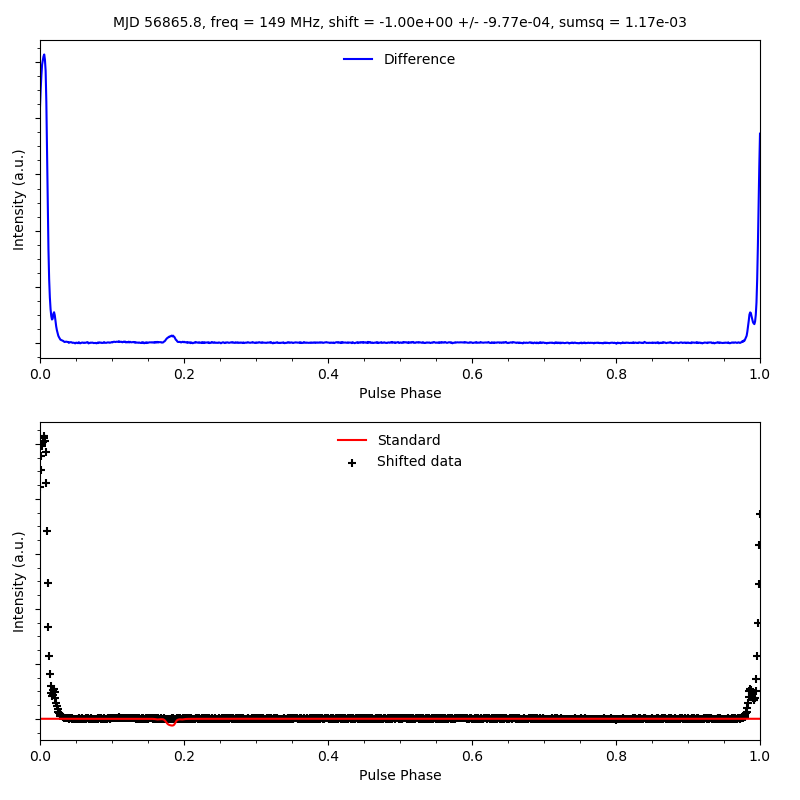 MJD 56865.8, freq = 149 MHz, shift = -1.00e+00 +/- -9.77e-04, sumsq = 1.17e-03
Difference
Intensity (a.u.)
0.0 0.2 0.4 0.6 0.8 1.0
Pulse Phase
Standard
Shifted data
Intensity (a.u.)
0.0 0.2 0.4 0.6 0.8 1.0
Pulse Phase